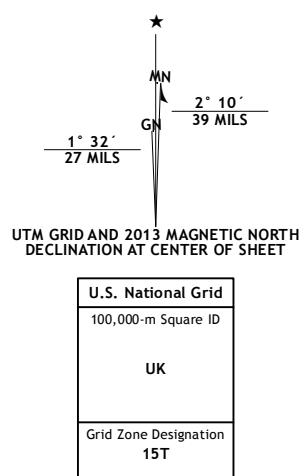 ★
MN
2° 10´
39 MILS
GN
1° 32´
27 MILS
UTM GRID AND 2013 MAGNETIC NORTH
DECLINATION AT CENTER OF SHEET
U.S. National Grid
100,000-m Square ID
UK
Grid Zone Designation
15T